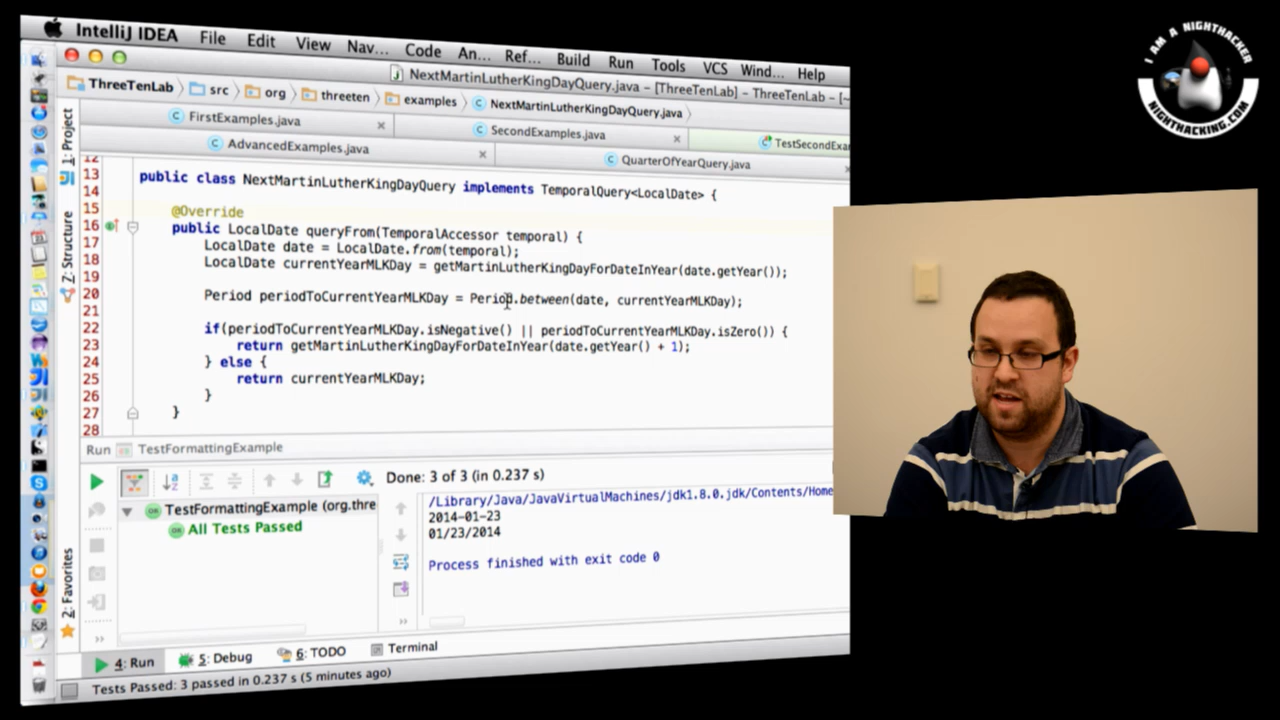 IntelliJ IDEA File Edit View Nav... Code An... Ref... Build Run Tools VCS Wind... Help
NextMartinLutherKingDayQuery.java – [ThreeTenLab] – ThreeTenLab – [~
ThreeTenLab src org threeten examples NextMartinLutherKingDayQuery.java
FirstExamples.java SecondExamples.java TestSecondExa
AdvancedExamples.java QuarterOfYearQuery.java
1: Project
7: Structure
2: Favorites
12
13 public class NextMartinLutherKingDayQuery implements TemporalQuery<LocalDate> {
14
15 @Override
16 public LocalDate queryFrom(TemporalAccessor temporal) {
17 LocalDate date = LocalDate.from(temporal);
18 LocalDate currentYearMLKDay = getMartinLutherKingDayForDateInYear(date.getYear());
19
20 Period periodToCurrentYearMLKDay = Period.between(date, currentYearMLKDay);
21
22 if(periodToCurrentYearMLKDay.isNegative() || periodToCurrentYearMLKDay.isZero()) {
23 return getMartinLutherKingDayForDateInYear(date.getYear() + 1);
24 } else {
25 return currentYearMLKDay;
26 }
27 }
28
Run TestFormattingExample
Done: 3 of 3 (in 0.237 s)
TestFormattingExample (org.thre
All Tests Passed
/Library/Java/JavaVirtualMachines/jdk1.8.0.jdk/Contents/Home
2014-01-23
01/23/2014
Process finished with exit code 0
4: Run 5: Debug 6: TODO Terminal
Tests Passed: 3 passed in 0.237 s (5 minutes ago)
I AM A NIGHTHACKER
NIGHTHACKING.COM